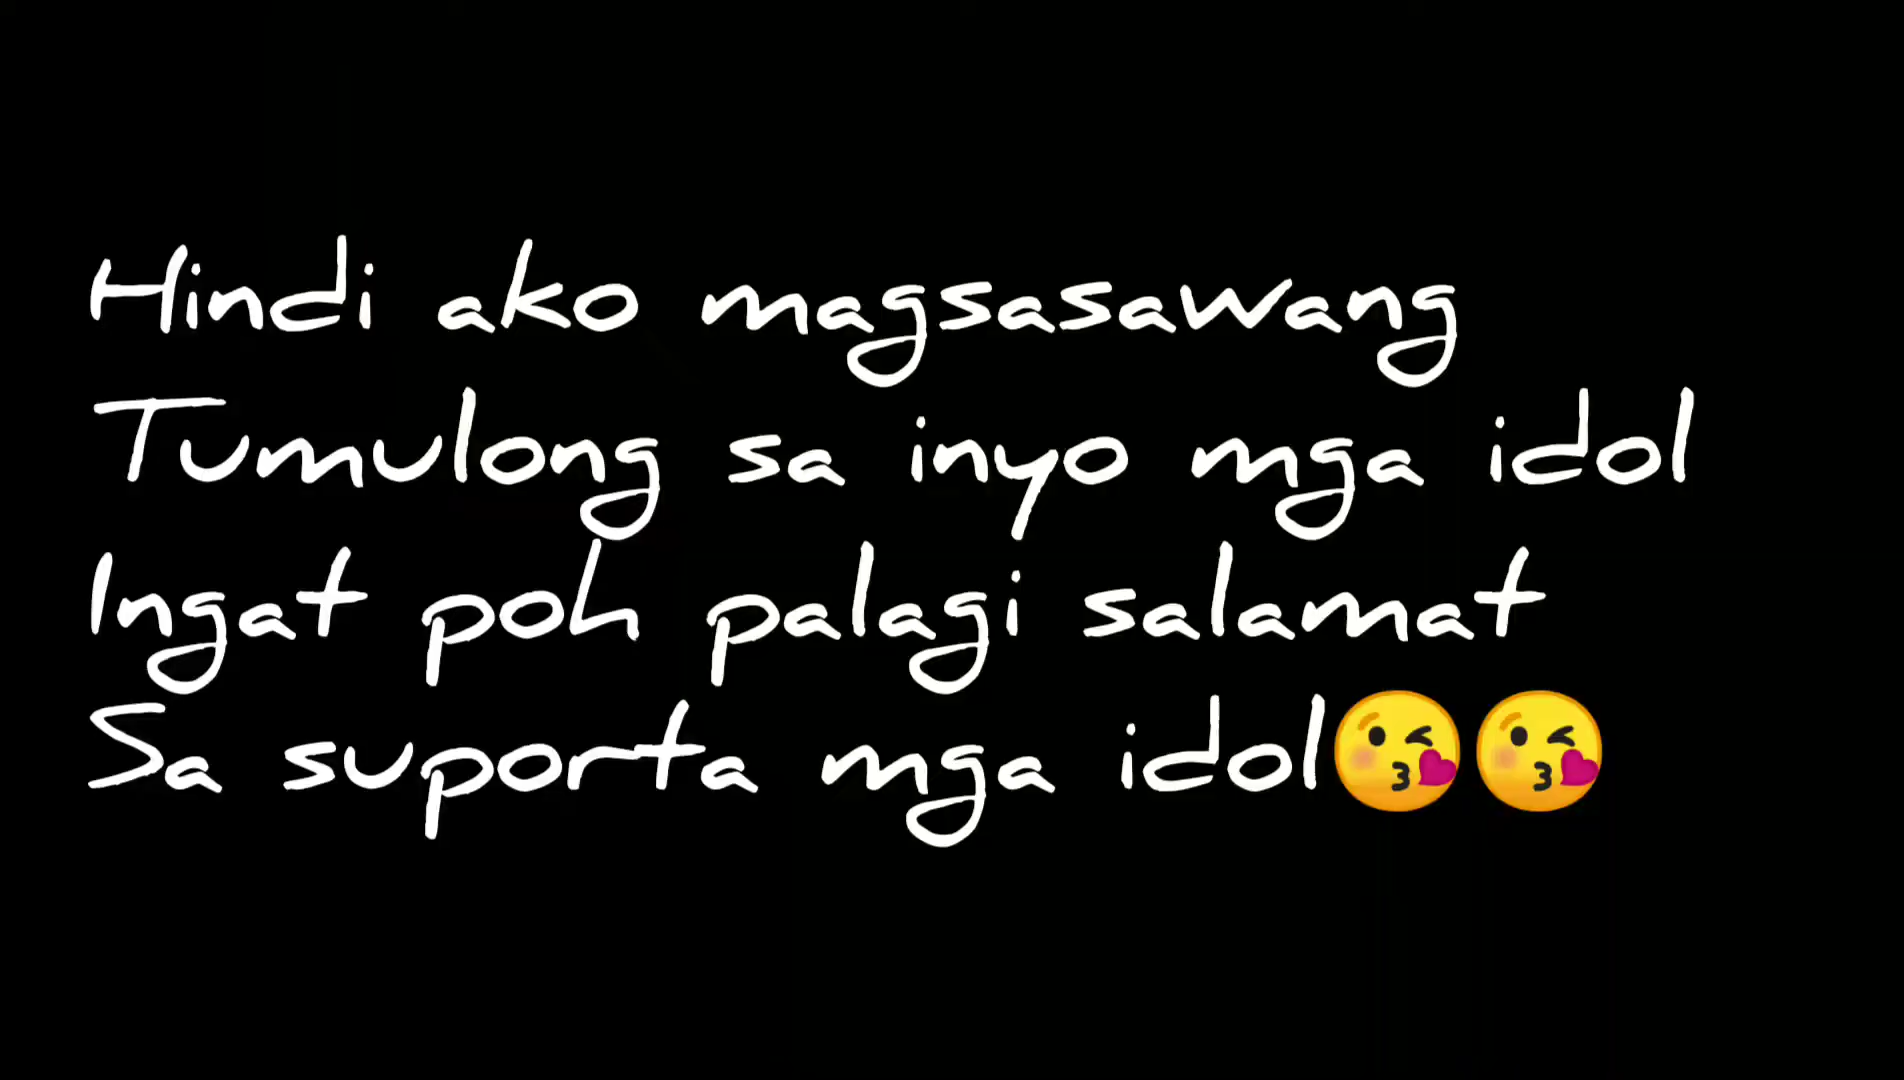 Hindi ako magsasawang
Tumulong sa inyo mga idol
Ingat poh palagi salamat
Sa suporta mga idol😘😘